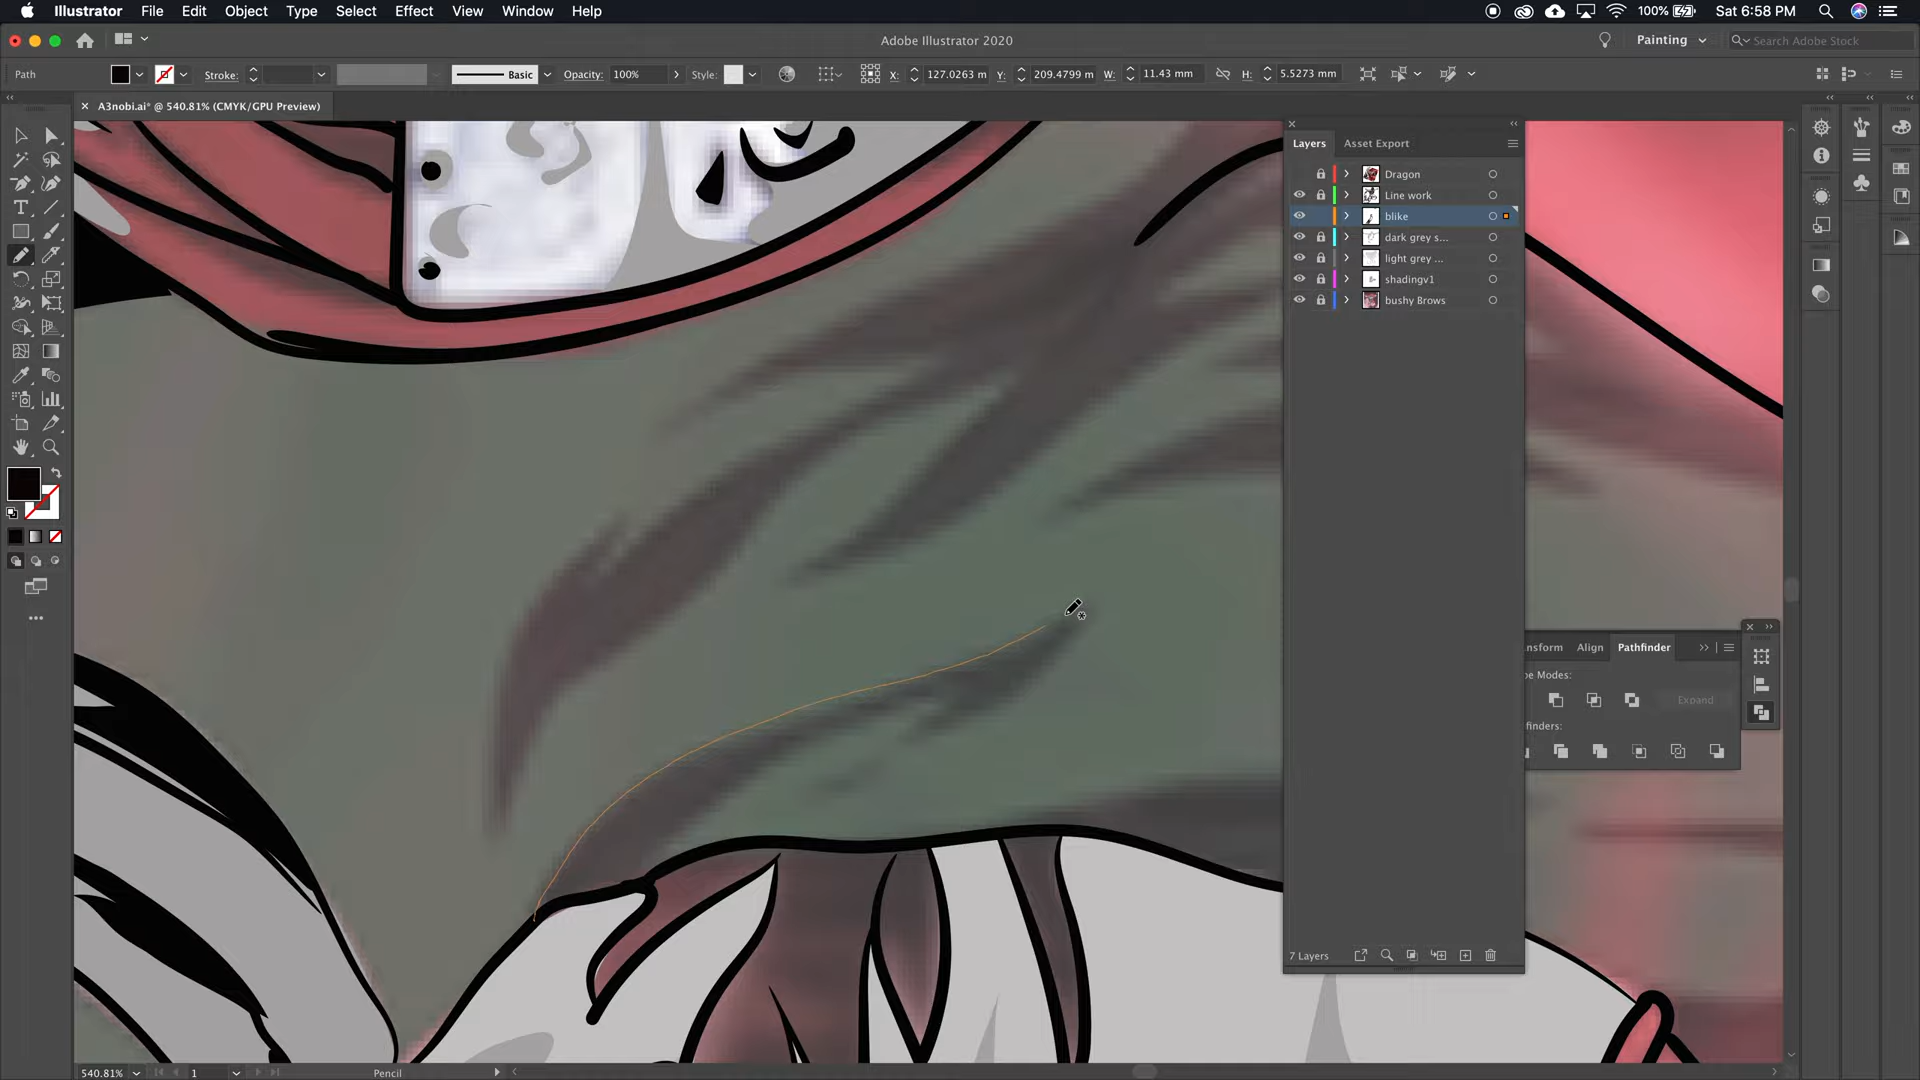 Illustrator File Edit Object Type Select Effect View Window Help 100% Sat 6:58 PM
Adobe Illustrator 2020 Painting Search Adobe Stock
Path Stroke: Basic Opacity: 100% Style: X: 127.0263 m Y: 209.4799 m W: 11.43 mm H: 5.5273 mm
A3nobi.ai* @ 540.81% (CMYK/GPU Preview)
Layers Asset Export
Dragon
Line work
blike
dark grey s...
light grey ...
shadingv1
bushy Brows
nsform Align Pathfinder
pe Modes:
Expand
finders:
7 Layers
540.81% 1 Pencil